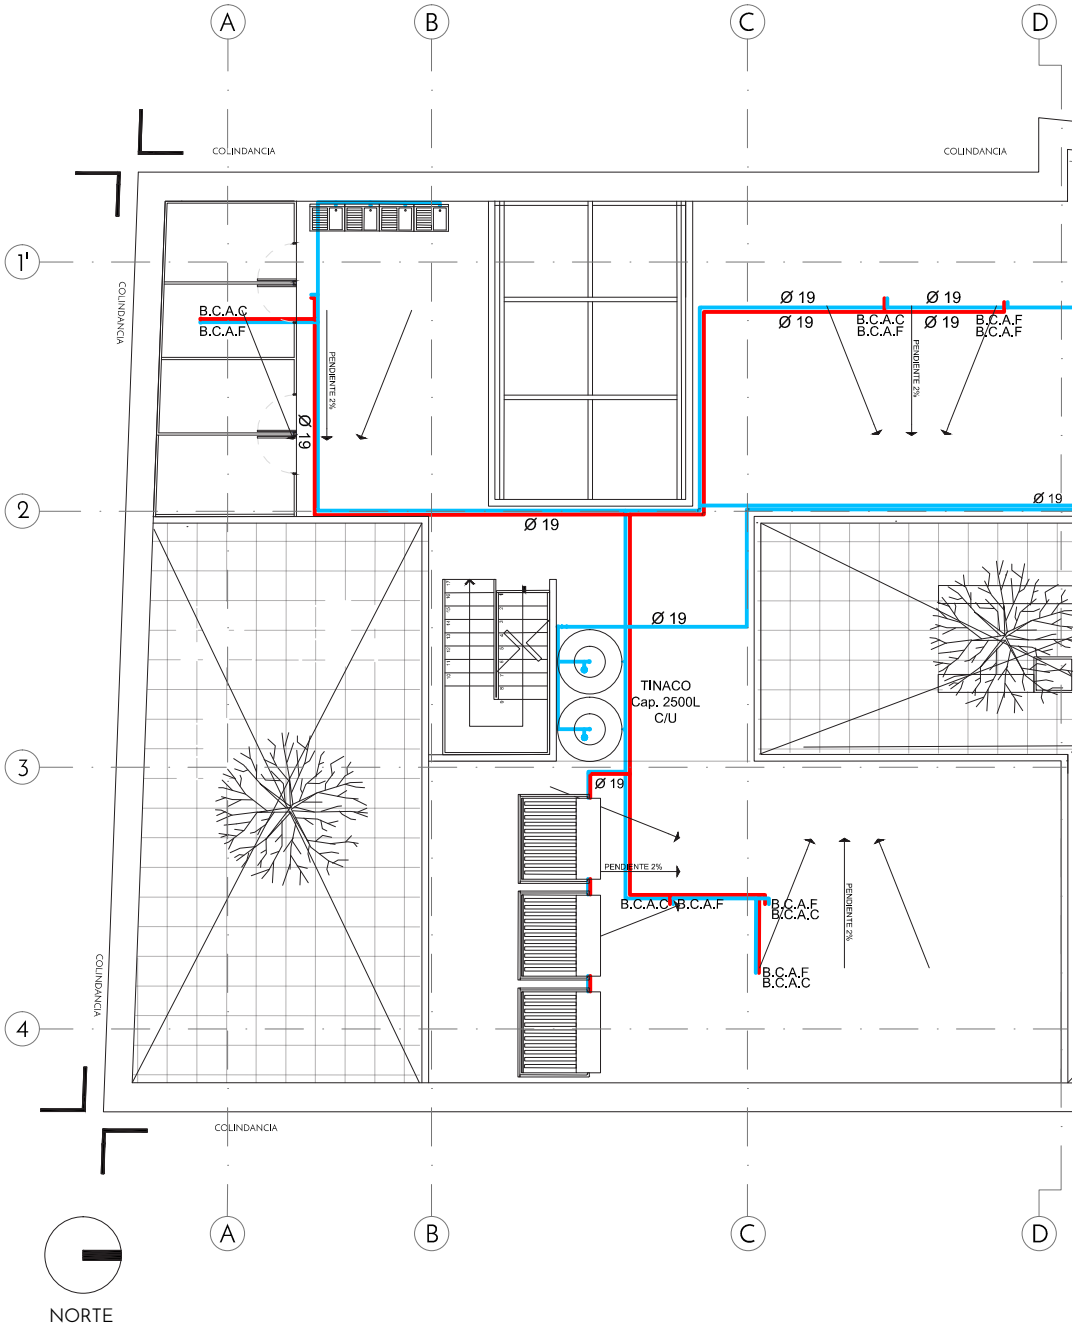 A
B
C
D
COLINDANCIA
COLINDANCIA
1'
COLINDANCIA
B.C.A.C
B.C.A.F
PENDIENTE 2%
Ø 19
Ø 19
Ø 19
Ø 19
Ø 19
B.C.A.C
B.C.A.F
B.C.A.F
B.C.A.F
PENDIENTE 2%
2
Ø 19
Ø 19
Ø 19
TINACO
Cap. 2500L
C/U
3
Ø 19
PENDIENTE 2%
B.C.A.C
B.C.A.F
B.C.A.F
B.C.A.C
PENDIENTE 2%
B.C.A.F
B.C.A.C
COLINDANCIA
4
COLINDANCIA
A
B
C
D
NORTE